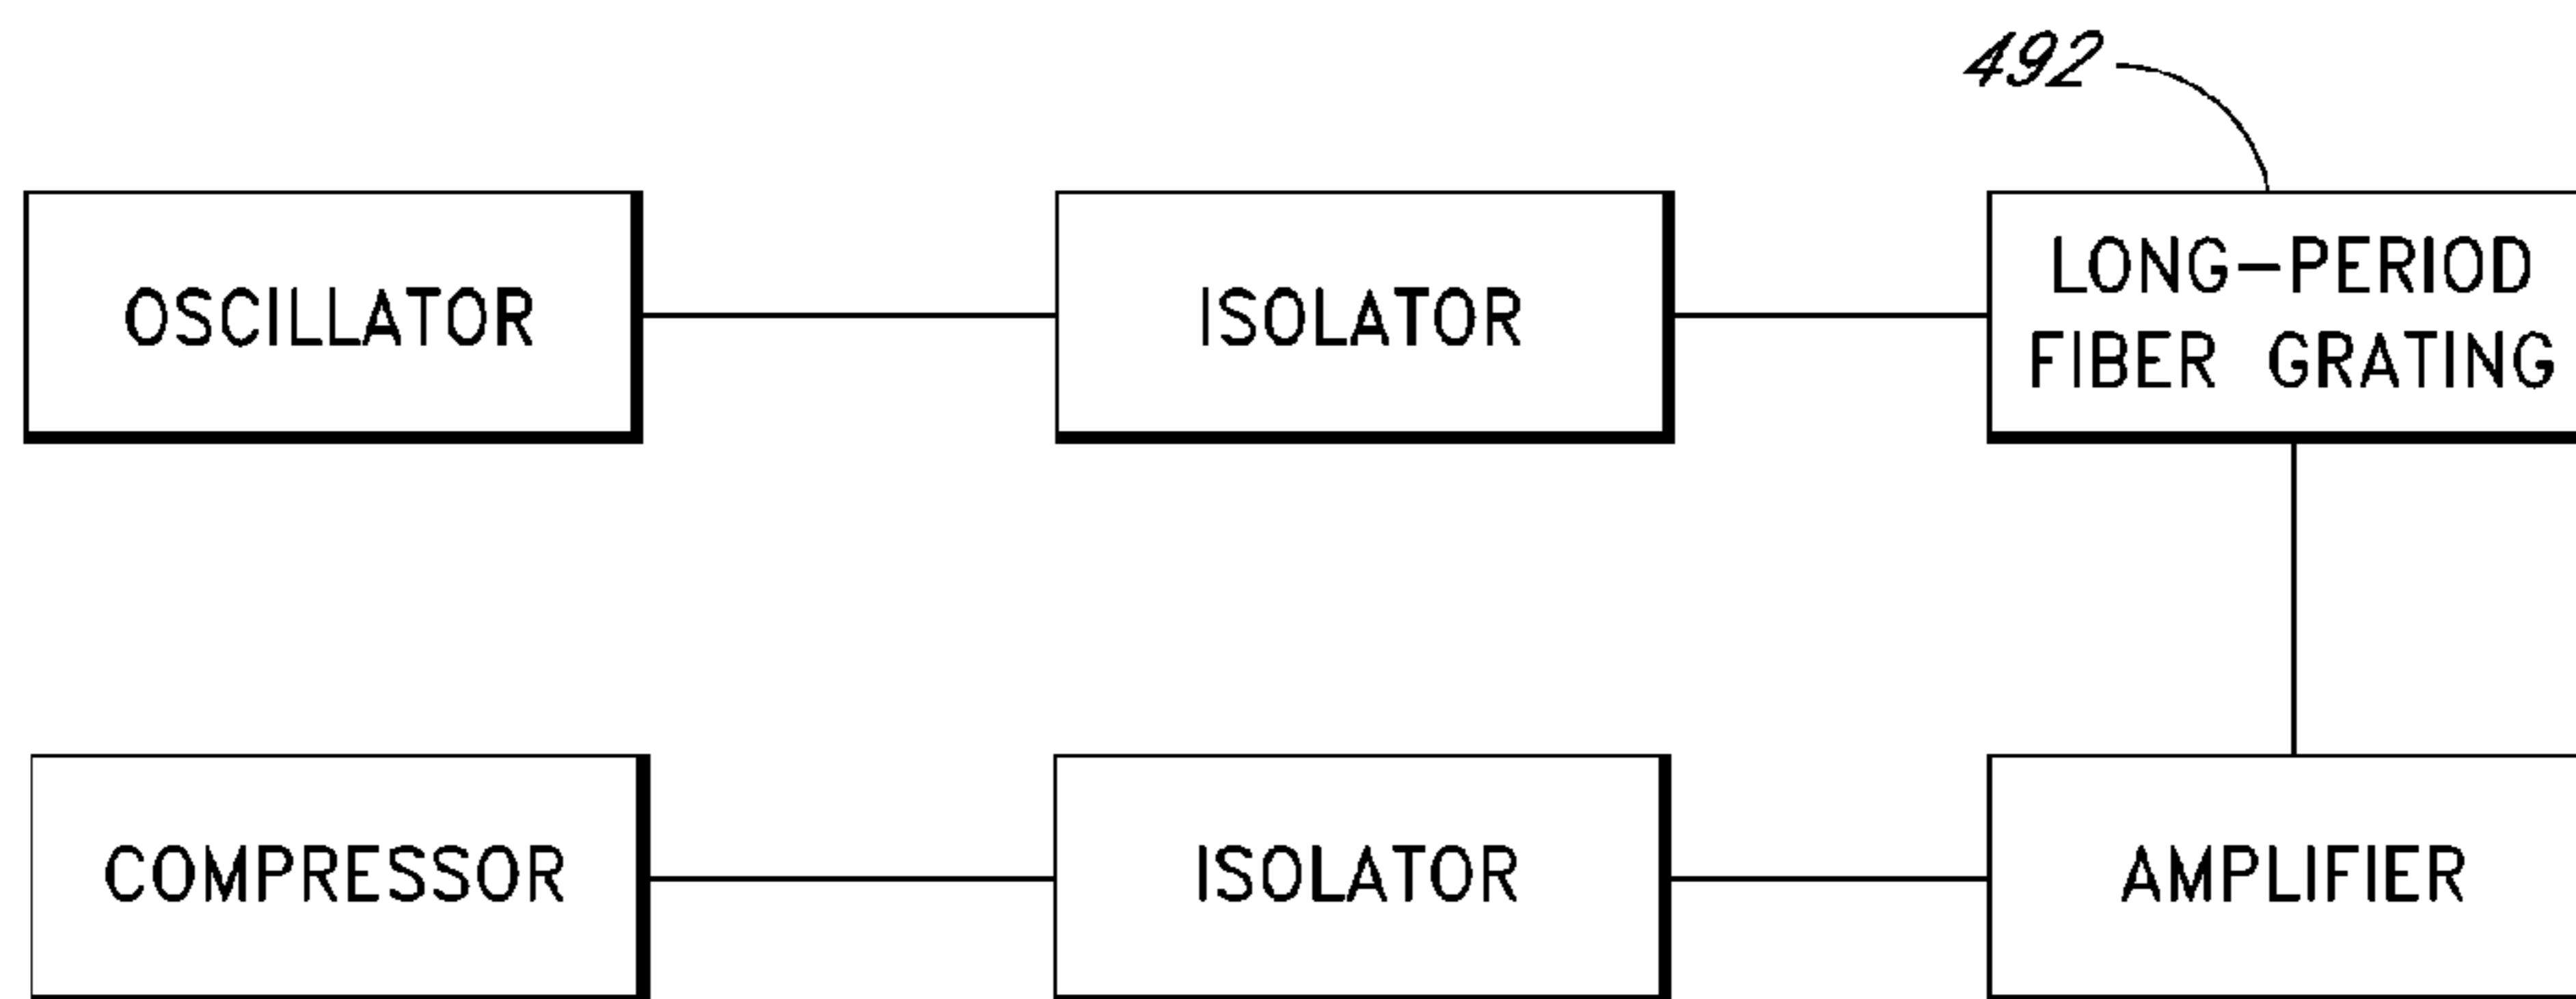 492
OSCILLATOR
ISOLATOR
LONG-PERIOD
FIBER GRATING
COMPRESSOR
ISOLATOR
AMPLIFIER